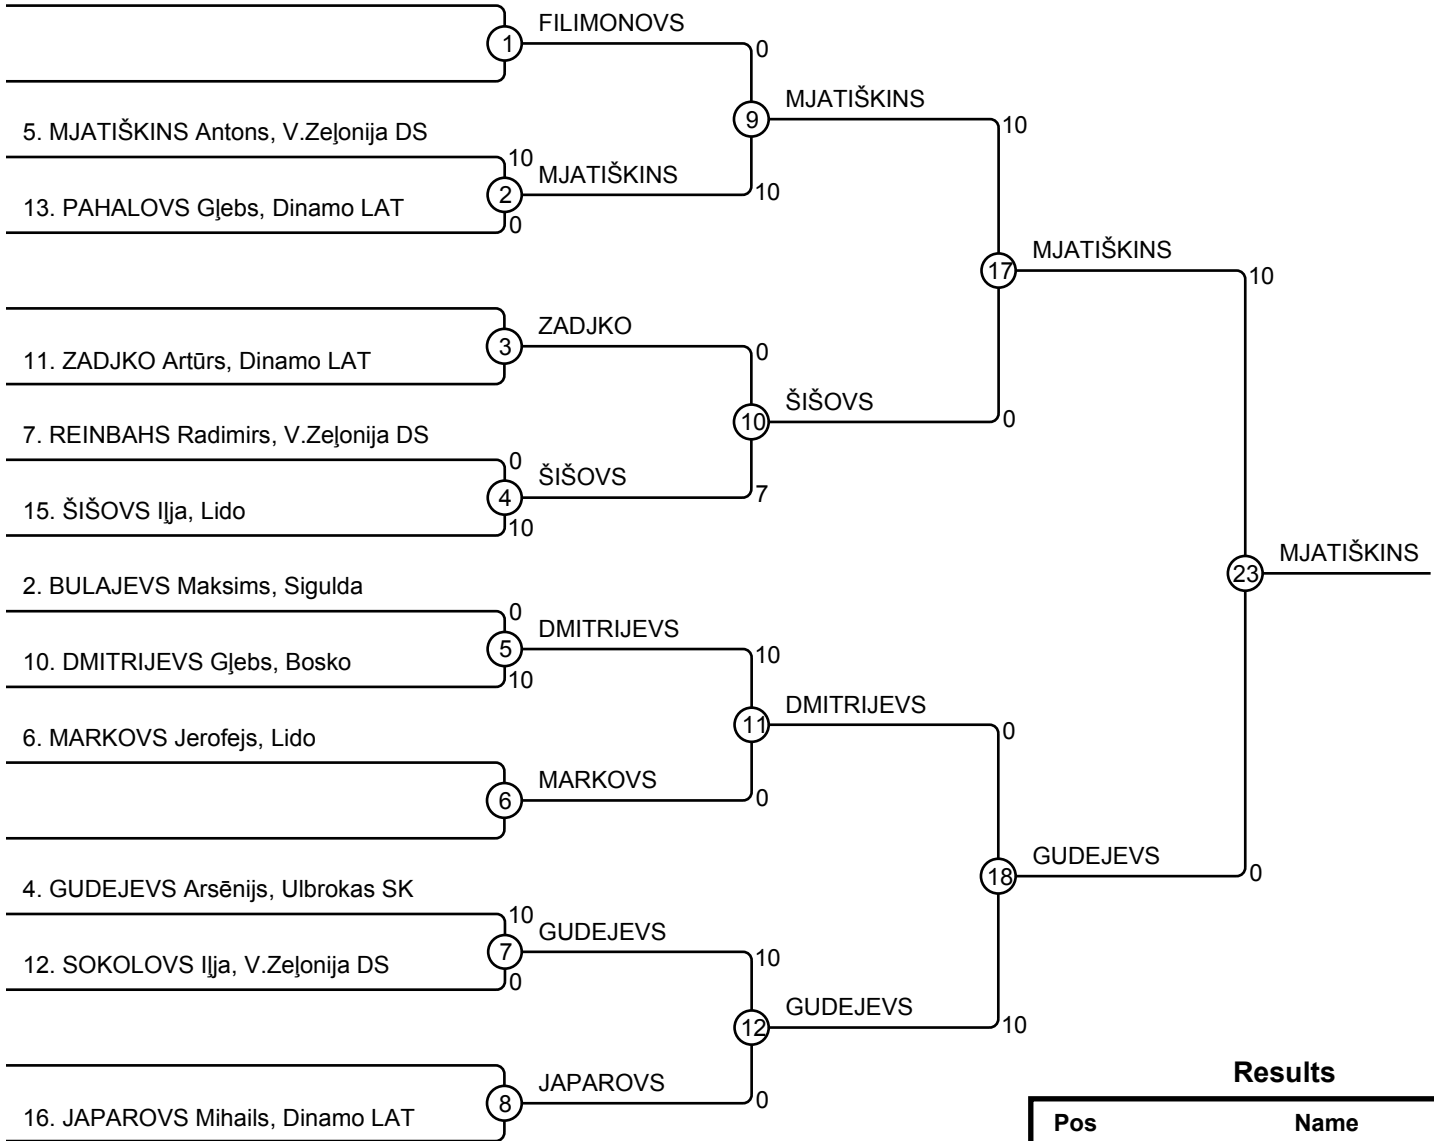 FILIMONOVS
1
0
MJATIŠKINS
9
10
5. MJATIŠKINS Antons, V.Zeļonija DS
10
MJATIŠKINS
2
10
13. PAHALOVS Gļebs, Dinamo LAT
0
MJATIŠKINS
17
10
ZADJKO
3
0
11. ZADJKO Artūrs, Dinamo LAT
ŠIŠOVS
10
0
7. REINBAHS Radimirs, V.Zeļonija DS
0
ŠIŠOVS
4
7
15. ŠIŠOVS Iļja, Lido
10
MJATIŠKINS
23
2. BULAJEVS Maksims, Sigulda
0
DMITRIJEVS
5
10
10. DMITRIJEVS Gļebs, Bosko
10
DMITRIJEVS
11
0
6. MARKOVS Jerofejs, Lido
MARKOVS
6
0
GUDEJEVS
18
0
4. GUDEJEVS Arsēnijs, Ulbrokas SK
10
GUDEJEVS
7
10
12. SOKOLOVS Iļja, V.Zeļonija DS
0
GUDEJEVS
12
10
JAPAROVS
8
0
16. JAPAROVS Mihails, Dinamo LAT
Results
Pos Name